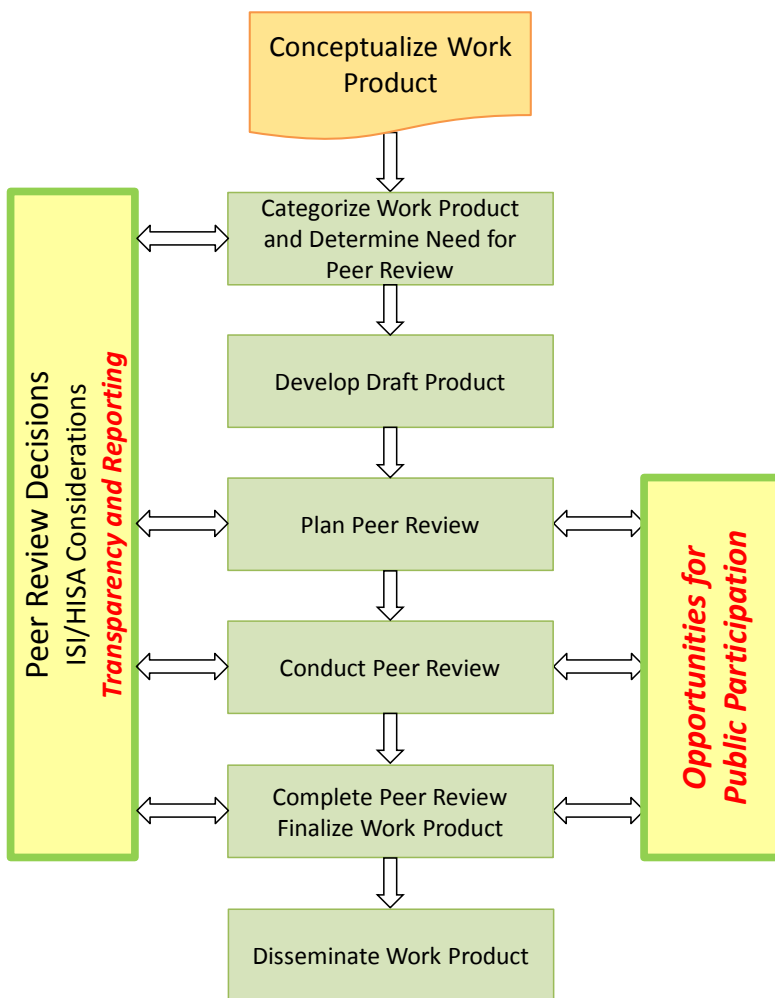 Conceptualize Work
Product
Categorize Work Product
and Determine Need for
Peer Review
Develop Draft Product
Plan Peer Review
Conduct Peer Review
Complete Peer Review
Finalize Work Product
Disseminate Work Product
Peer Review Decisions
ISI/HISA Considerations
Transparency and Reporting
Opportunities for
Public Participation